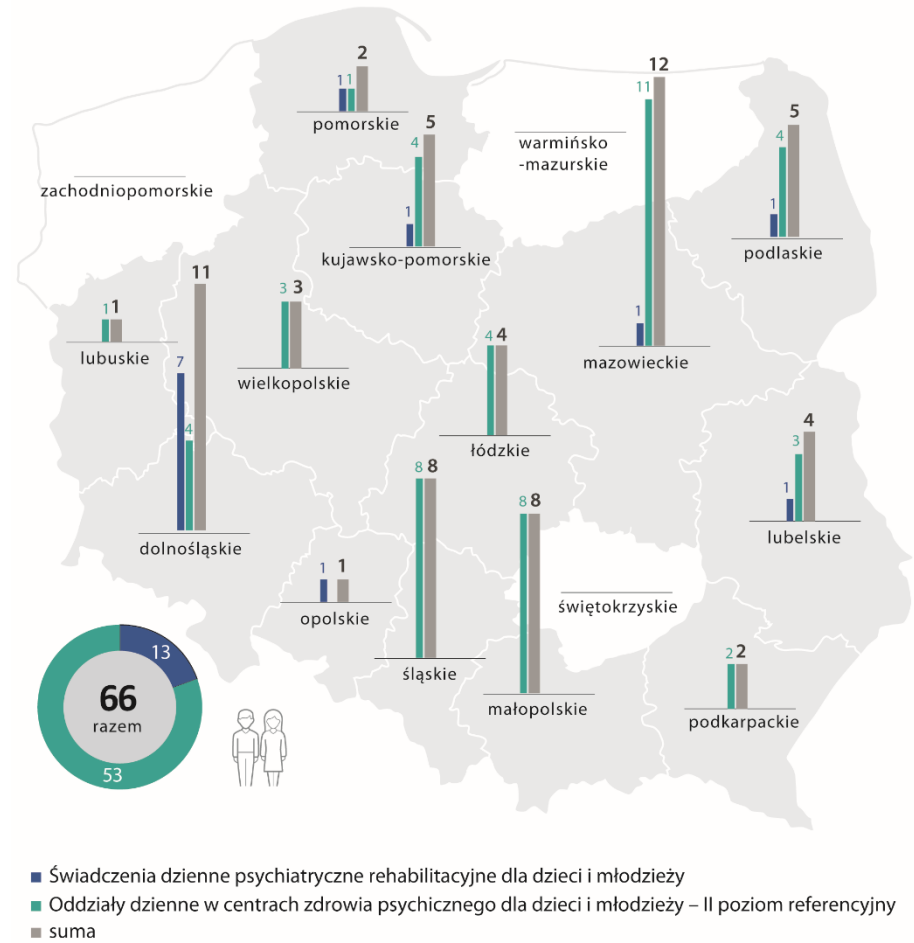 2
1 1
pomorskie
12
11
1
mazowieckie
warmińsko
-mazurskie
5
4
1
podlaskie
zachodniopomorskie
5
4
1
kujawsko-pomorskie
1 1
lubuskie
11
7
4
dolnośląskie
3 3
wielkopolskie
4 4
łódzkie
4
3
1
lubelskie
8 8
śląskie
8 8
małopolskie
1 1
opolskie
świętokrzyskie
2 2
podkarpackie
13
66
razem
53
Świadczenia dzienne psychiatryczne rehabilitacyjne dla dzieci i młodzieży
Oddziały dzienne w centrach zdrowia psychicznego dla dzieci i młodzieży – II poziom referencyjny
suma